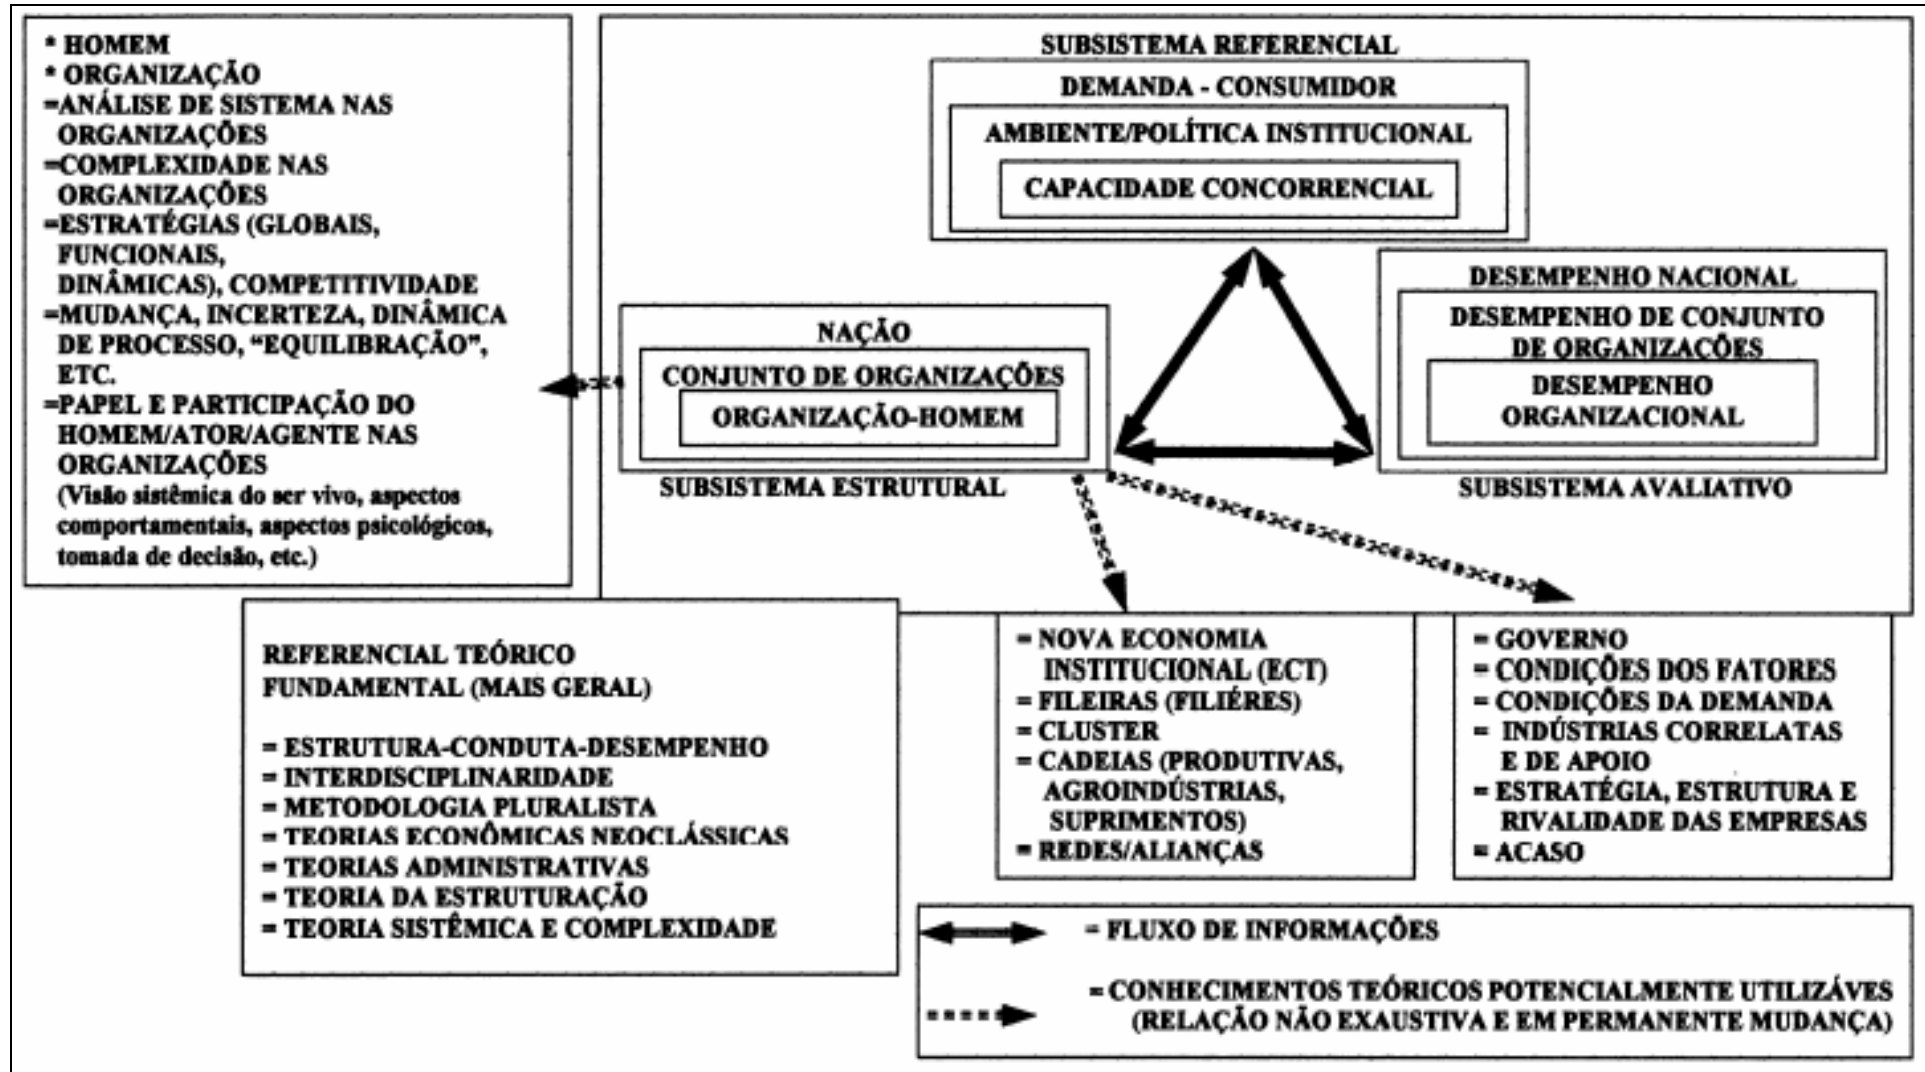 * HOMEM
* ORGANIZAÇÃO
=ANÁLISE DE SISTEMA NAS
ORGANIZAÇÕES
=COMPLEXIDADE NAS
ORGANIZAÇÕES
=ESTRATÉGIAS (GLOBAIS,
FUNCIONAIS,
DINÂMICAS), COMPETITIVIDADE
=MUDANÇA, INCERTEZA, DINÂMICA
DE PROCESSO, “EQUILIBRAÇÃO”,
ETC.
=PAPEL E PARTICIPAÇÃO DO
HOMEM/ATOR/AGENTE NAS
ORGANIZAÇÕES
(Visão sistêmica do ser vivo, aspectos
comportamentais, aspectos psicológicos,
tomada de decisão, etc.)
SUBSISTEMA REFERENCIAL
DEMANDA - CONSUMIDOR
AMBIENTE/POLÍTICA INSTITUCIONAL
CAPACIDADE CONCORRENCIAL
NAÇÃO
CONJUNTO DE ORGANIZAÇÕES
ORGANIZAÇÃO-HOMEM
SUBSISTEMA ESTRUTURAL
DESEMPENHO NACIONAL
DESEMPENHO DE CONJUNTO
DE ORGANIZAÇÕES
DESEMPENHO
ORGANIZACIONAL
SUBSISTEMA AVALIATIVO
REFERENCIAL TEÓRICO
FUNDAMENTAL (MAIS GERAL)
= ESTRUTURA-CONDUTA-DESEMPENHO
= INTERDISCIPLINARIDADE
= METODOLOGIA PLURALISTA
= TEORIAS ECONÔMICAS NEOCLÁSSICAS
= TEORIAS ADMINISTRATIVAS
= TEORIA DA ESTRUTURAÇÃO
= TEORIA SISTÊMICA E COMPLEXIDADE
= NOVA ECONOMIA
INSTITUCIONAL (ECT)
= FILEIRAS (FILIÉRES)
= CLUSTER
= CADEIAS (PRODUTIVAS,
AGROINDÚSTRIAS,
SUPRIMENTOS)
= REDES/ALIANÇAS
= GOVERNO
= CONDIÇÕES DOS FATORES
= CONDIÇÕES DA DEMANDA
= INDÚSTRIAS CORRELATAS
E DE APOIO
= ESTRATÉGIA, ESTRUTURA E
RIVALIDADE DAS EMPRESAS
= ACASO
= FLUXO DE INFORMAÇÕES
= CONHECIMENTOS TEÓRICOS POTENCIALMENTE UTILIZÁVES
(RELAÇÃO NÃO EXAUSTIVA E EM PERMANENTE MUDANÇA)